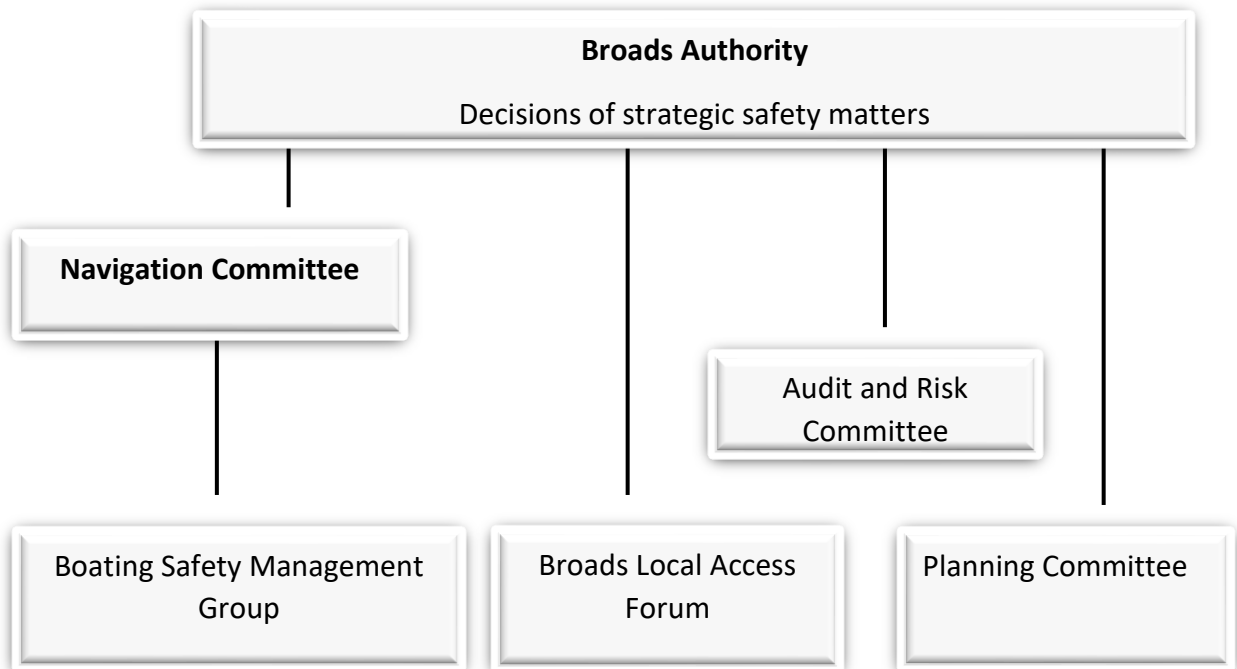 Broads Authority
Decisions of strategic safety matters
Navigation Committee
Audit and Risk
Committee
Boating Safety Management
Group
Broads Local Access
Forum
Planning Committee